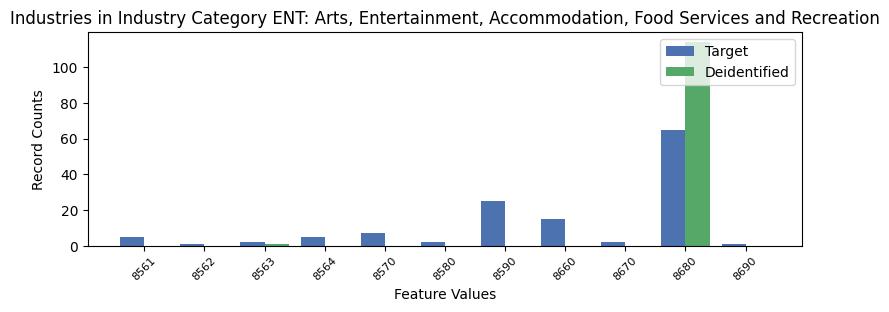 Industries in Industry Category ENT: Arts, Entertainment, Accommodation, Food Services and Recreation
Target
Deidentified
Record Counts
100
80
60
40
20
0
8561 8562 8563 8564 8570 8580 8590 8660 8670 8680 8690
Feature Values